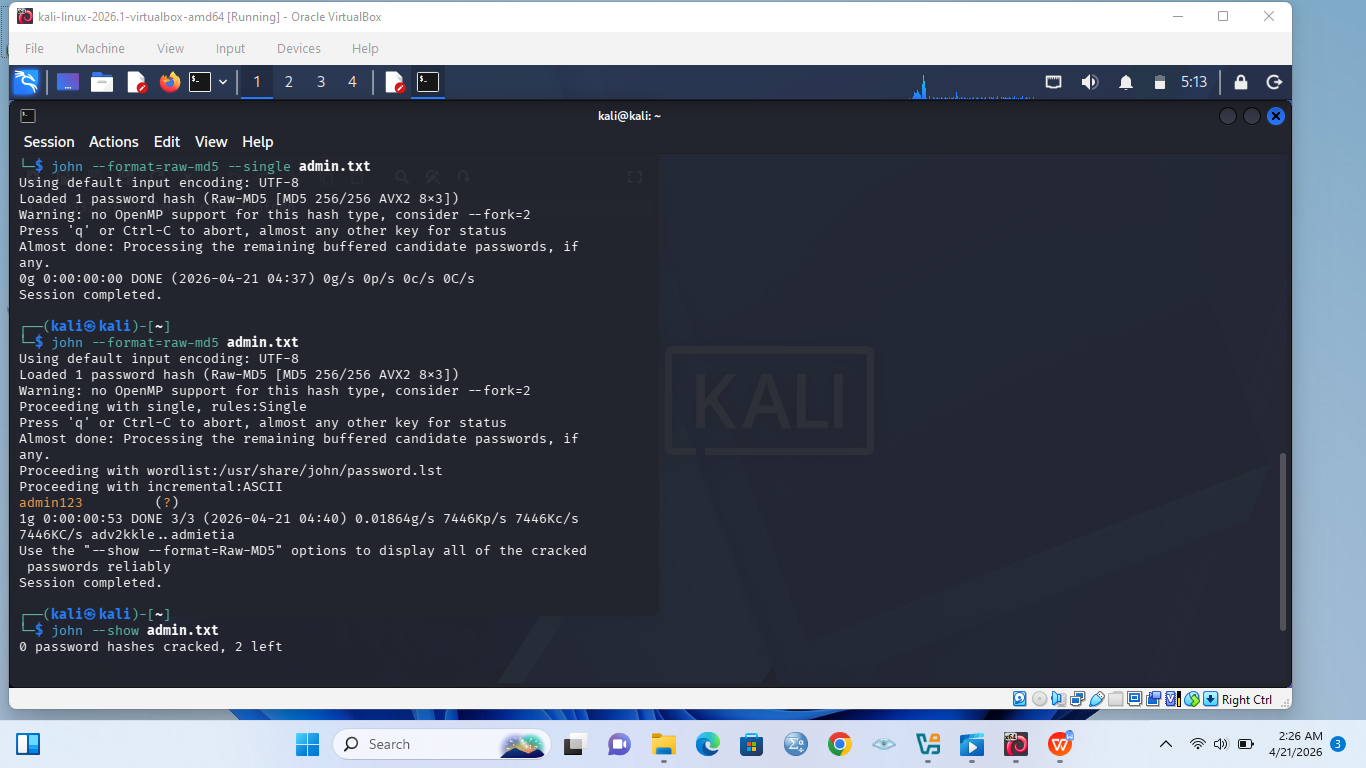 kali-linux-2026.1-virtualbox-amd64 [Running] - Oracle VirtualBox
File Machine View Input Devices Help
1 2 3 4 5:13
kali@kali: ~
Session Actions Edit View Help
└─$ john --format=raw-md5 --single admin.txt
Using default input encoding: UTF-8
Loaded 1 password hash (Raw-MD5 [MD5 256/256 AVX2 8×3])
Warning: no OpenMP support for this hash type, consider --fork=2
Press 'q' or Ctrl-C to abort, almost any other key for status
Almost done: Processing the remaining buffered candidate passwords, if
any.
0g 0:00:00:00 DONE (2026-04-21 04:37) 0g/s 0p/s 0c/s 0C/s
Session completed.
┌──(kali㉿kali)-[~]
└─$ john --format=raw-md5 admin.txt
Using default input encoding: UTF-8
Loaded 1 password hash (Raw-MD5 [MD5 256/256 AVX2 8×3])
Warning: no OpenMP support for this hash type, consider --fork=2
Proceeding with single, rules:Single
Press 'q' or Ctrl-C to abort, almost any other key for status
Almost done: Processing the remaining buffered candidate passwords, if
any.
Proceeding with wordlist:/usr/share/john/password.lst
Proceeding with incremental:ASCII
admin123         (?)
1g 0:00:00:53 DONE 3/3 (2026-04-21 04:40) 0.01864g/s 7446Kp/s 7446Kc/s
7446KC/s adv2kkle..admietia
Use the "--show --format=Raw-MD5" options to display all of the cracked
passwords reliably
Session completed.
┌──(kali㉿kali)-[~]
└─$ john --show admin.txt
0 password hashes cracked, 2 left
KALI
Right Ctrl
Search
2:26 AM
4/21/2026
3